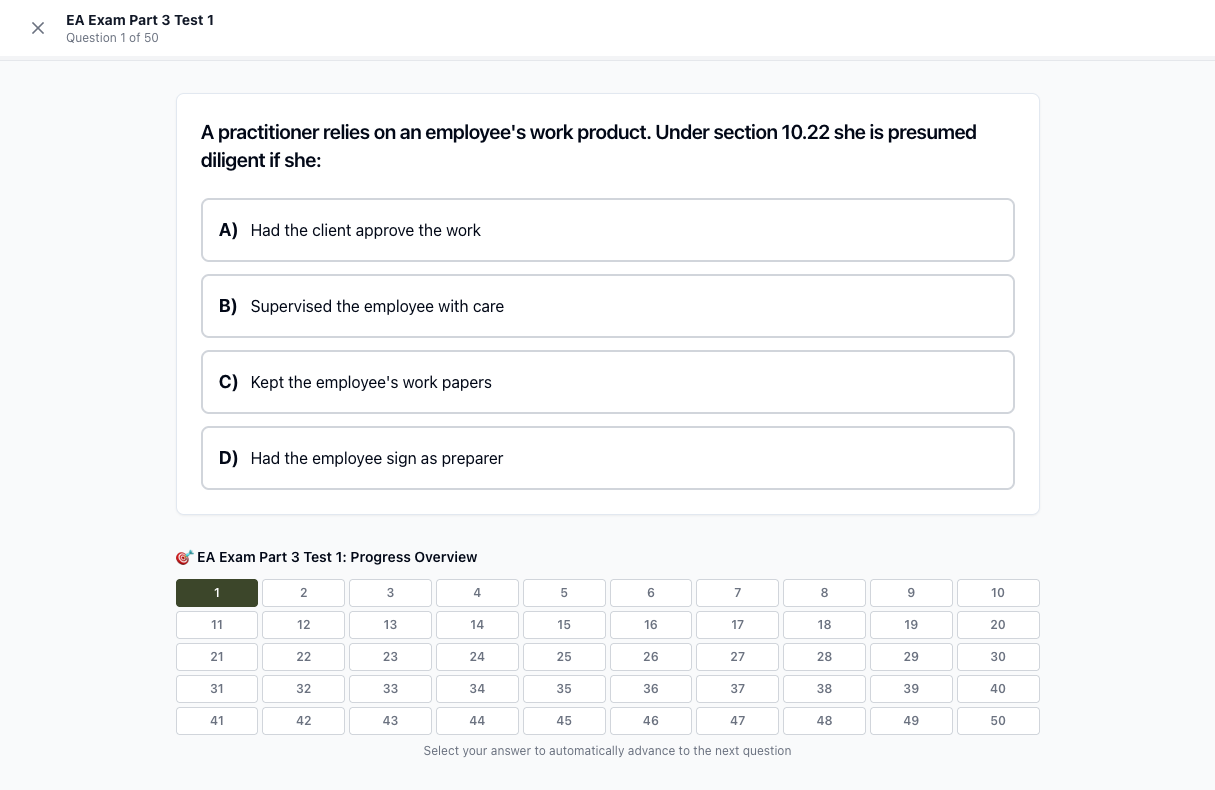 EA Exam Part 3 Test 1
Question 1 of 50
A practitioner relies on an employee's work product. Under section 10.22 she is presumed
diligent if she:
A) Had the client approve the work
B) Supervised the employee with care
C) Kept the employee's work papers
D) Had the employee sign as preparer
🎯 EA Exam Part 3 Test 1: Progress Overview
1 2 3 4 5 6 7 8 9 10
11 12 13 14 15 16 17 18 19 20
21 22 23 24 25 26 27 28 29 30
31 32 33 34 35 36 37 38 39 40
41 42 43 44 45 46 47 48 49 50
Select your answer to automatically advance to the next question